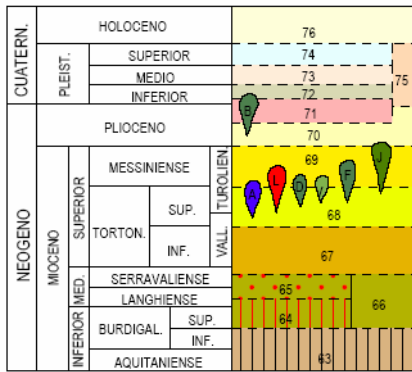 CUATERN.
HOLOCENO
76
PLEIST.
SUPERIOR
74
MEDIO
73
75
INFERIOR
72
71
B
NEOGENO
PLIOCENO
70
MIOCENO
SUPERIOR
MESSINIENSE
TUROLIEN.
69
J
A
L
D
F
TORTON.
SUP.
68
INF.
VALL.
67
MED.
SERRAVALIENSE
65
66
LANGHIENSE
INFERIOR
BURDIGAL.
SUP.
64
INF.
AQUITANIENSE
63